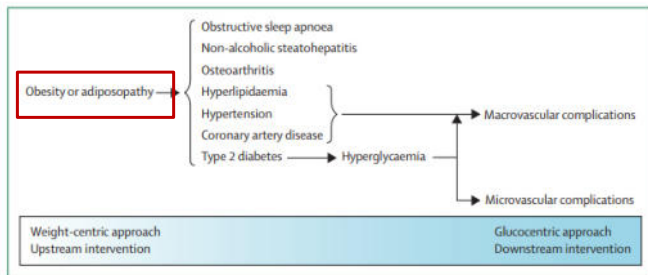 Obstructive sleep apnoea
Non-alcoholic steatohepatitis
Osteoarthritis
Obesity or adiposopathy
Hyperlipidaemia
Hypertension
Macrovascular complications
Coronary artery disease
Type 2 diabetes
Hyperglycaemia
Microvascular complications
Weight-centric approach
Glucocentric approach
Upstream intervention
Downstream intervention